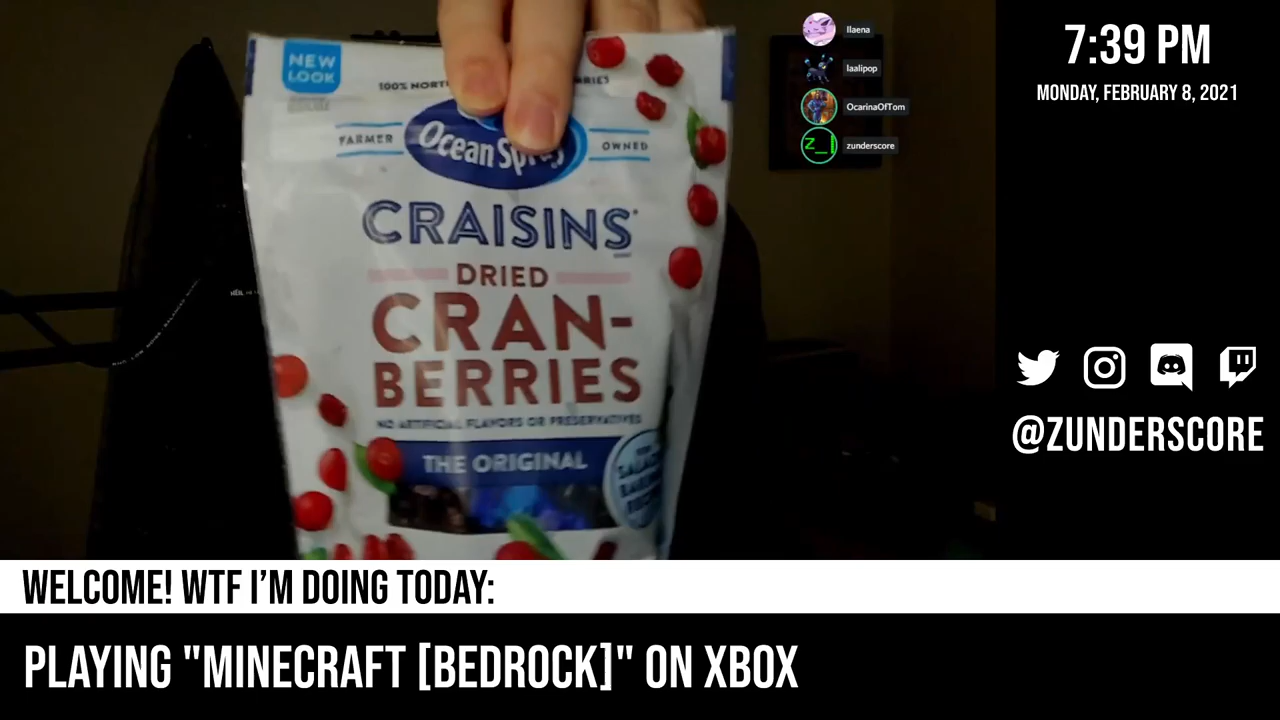 NEW
LOOK
100% NORT
RIES
FARMER
Ocean Spray
OWNED
CRAISINS
DRIED
CRAN-
BERRIES
NO ARTIFICIAL FLAVORS OR PRESERVATIVES
THE ORIGINAL
llaena
laalipop
OcarinaOfTom
zunderscore
z_
7:39 PM
MONDAY, FEBRUARY 8, 2021
@ZUNDERSCORE
WELCOME! WTF I’M DOING TODAY:
PLAYING "MINECRAFT [BEDROCK]" ON XBOX